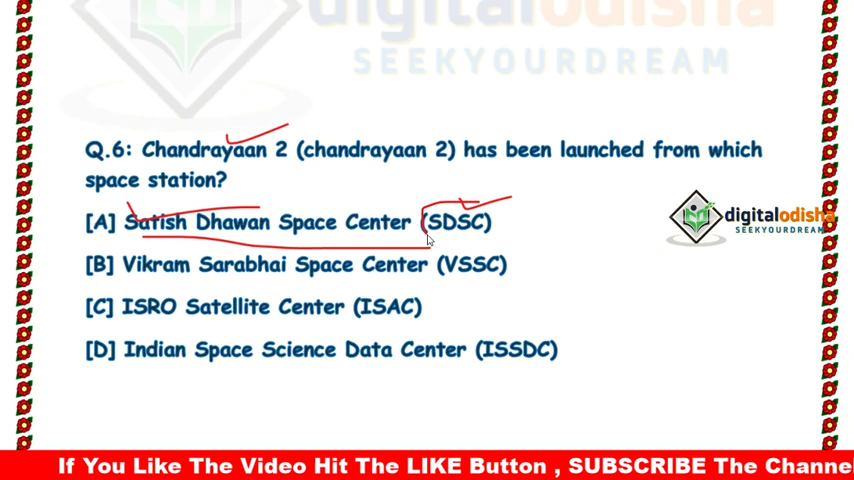 digitalodisha
SEEKYOURDREAM
Q.6: Chandrayaan 2 (chandrayaan 2) has been launched from which
space station?
[A] Satish Dhawan Space Center (SDSC)
[B] Vikram Sarabhai Space Center (VSSC)
[C] ISRO Satellite Center (ISAC)
[D] Indian Space Science Data Center (ISSDC)
digitalodisha
SEEKYOURDREAM
If You Like The Video Hit The LIKE Button , SUBSCRIBE The Channe